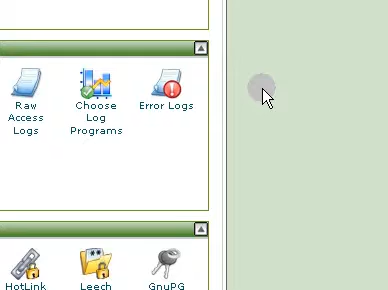 Raw Choose Error Logs
Access Log
Logs Programs
HotLink Leech GnuPG